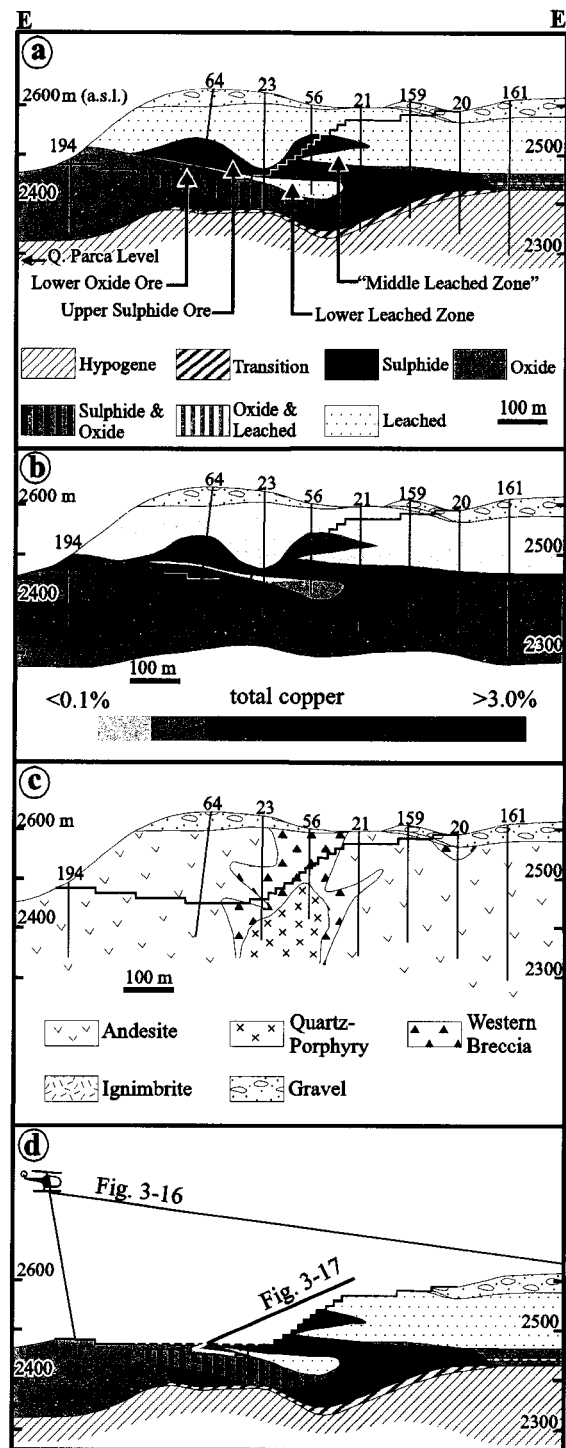 E E
a
2600 m (a.s.l.)
64 23 56 21 159 20 161
194
2500
2400
2300
Q. Parca Level
Lower Oxide Ore
"Middle Leached Zone"
Upper Sulphide Ore
Lower Leached Zone
Hypogene Transition Sulphide Oxide
Sulphide & Oxide
Oxide & Leached
Leached
100 m
b
2600 m
64 23 56 21 159 20 161
194
2500
2400
2300
100 m
<0.1% total copper >3.0%
c
2600 m
64 23 56 21 159 20 161
194
2500
2400
2300
100 m
Andesite
Quartz-
Porphyry
Western
Breccia
Ignimbrite Gravel
d
Fig. 3-16
2600
Fig. 3-17
2500
2400
2300